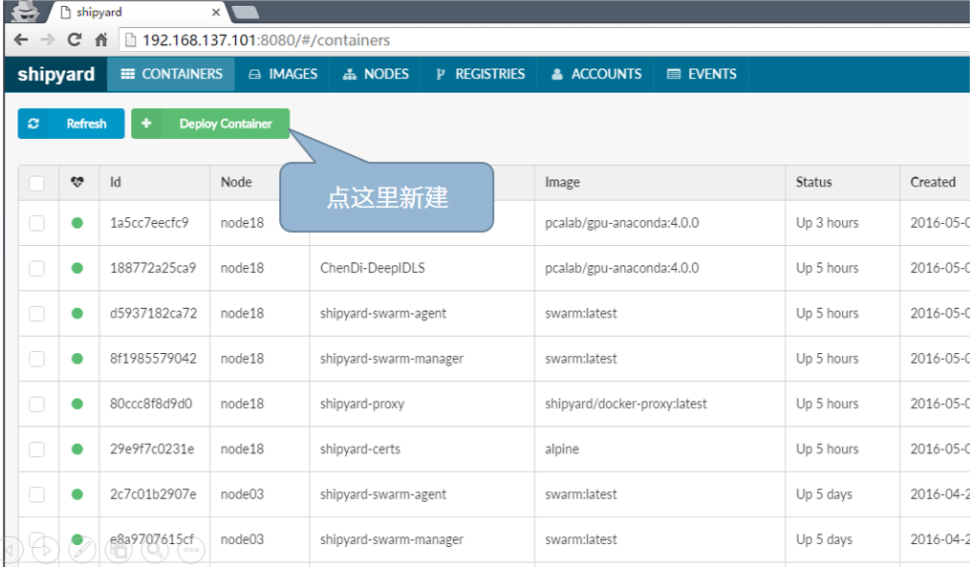 shipyard
192.168.137.101:8080/#/containers
shipyard CONTAINERS IMAGES NODES REGISTRIES ACCOUNTS EVENTS
Refresh Deploy Container
点这里新建
Id Node Image Status Created
1a5cc7eecfc9 node18 pcalab/gpu-anaconda:4.0.0 Up 3 hours 2016-05-0
188772a25ca9 node18 ChenDi-DeepIDLS pcalab/gpu-anaconda:4.0.0 Up 5 hours 2016-05-0
d5937182ca72 node18 shipyard-swarm-agent swarm:latest Up 5 hours 2016-05-0
8f1985579042 node18 shipyard-swarm-manager swarm:latest Up 5 hours 2016-05-0
80ccc8f8d9d0 node18 shipyard-proxy shipyard/docker-proxy:latest Up 5 hours 2016-05-0
29e9f7c0231e node18 shipyard-certs alpine Up 5 hours 2016-05-0
2c7c01b2907e node03 shipyard-swarm-agent swarm:latest Up 5 days 2016-04-2
e8a9707615cf node03 shipyard-swarm-manager swarm:latest Up 5 days 2016-04-2